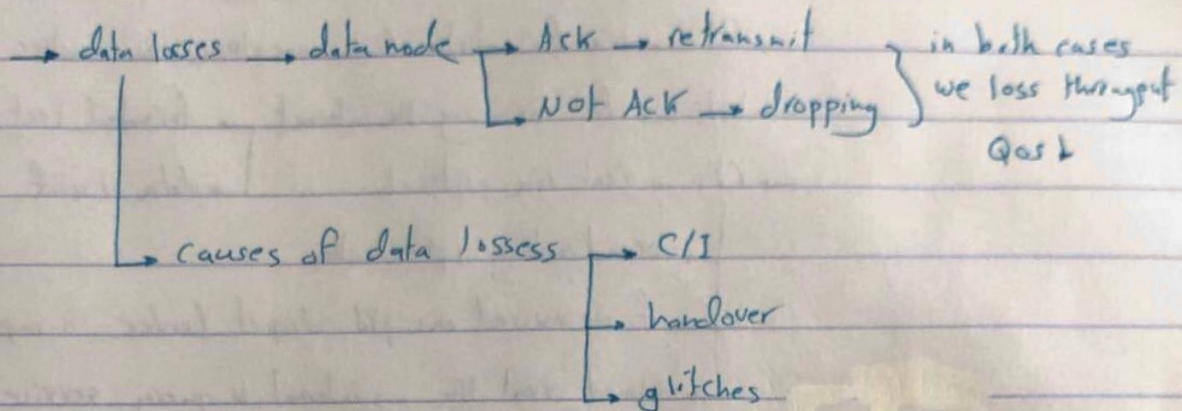 → data losses → data node → Ack → retransmit } in both cases
→ Not Ack → dropping } we loss througput
Qos ↓
→ causes of data lossess → C/I
→ handover
→ glitches